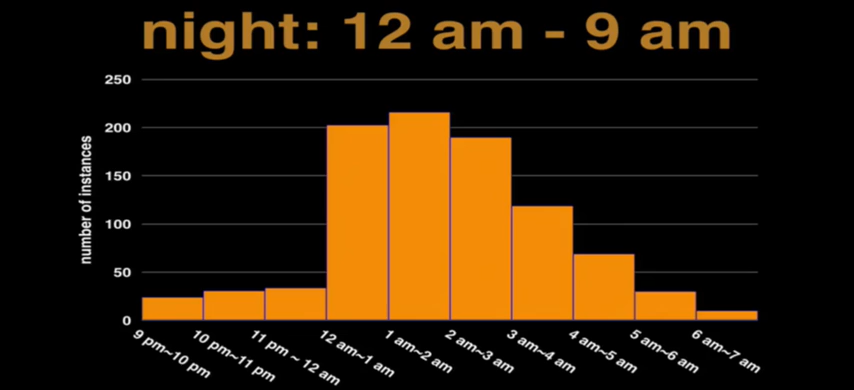 night: 12 am - 9 am
250
200
150
100
50
0
number of instances
9 pm~10 pm
10 pm~11 pm
11 pm ~ 12 am
12 am~1 am
1 am~2 am
2 am~3 am
3 am~4 am
4 am~5 am
5 am~6 am
6 am~7 am